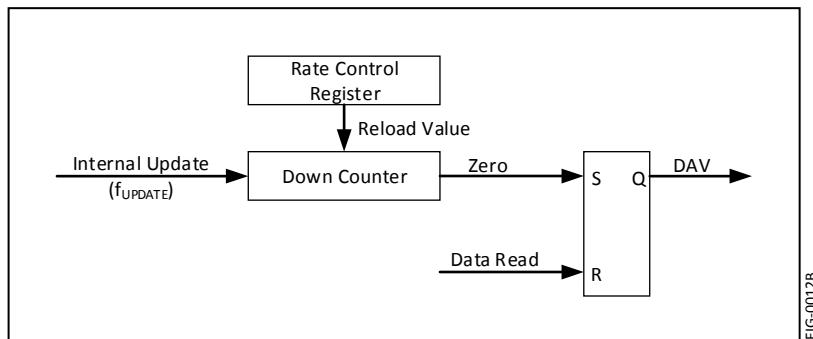 Rate Control
Register
Reload Value
Internal Update
(fUPDATE)
Down Counter
Zero
S
Q
DAV
Data Read
R
FIG-0012B